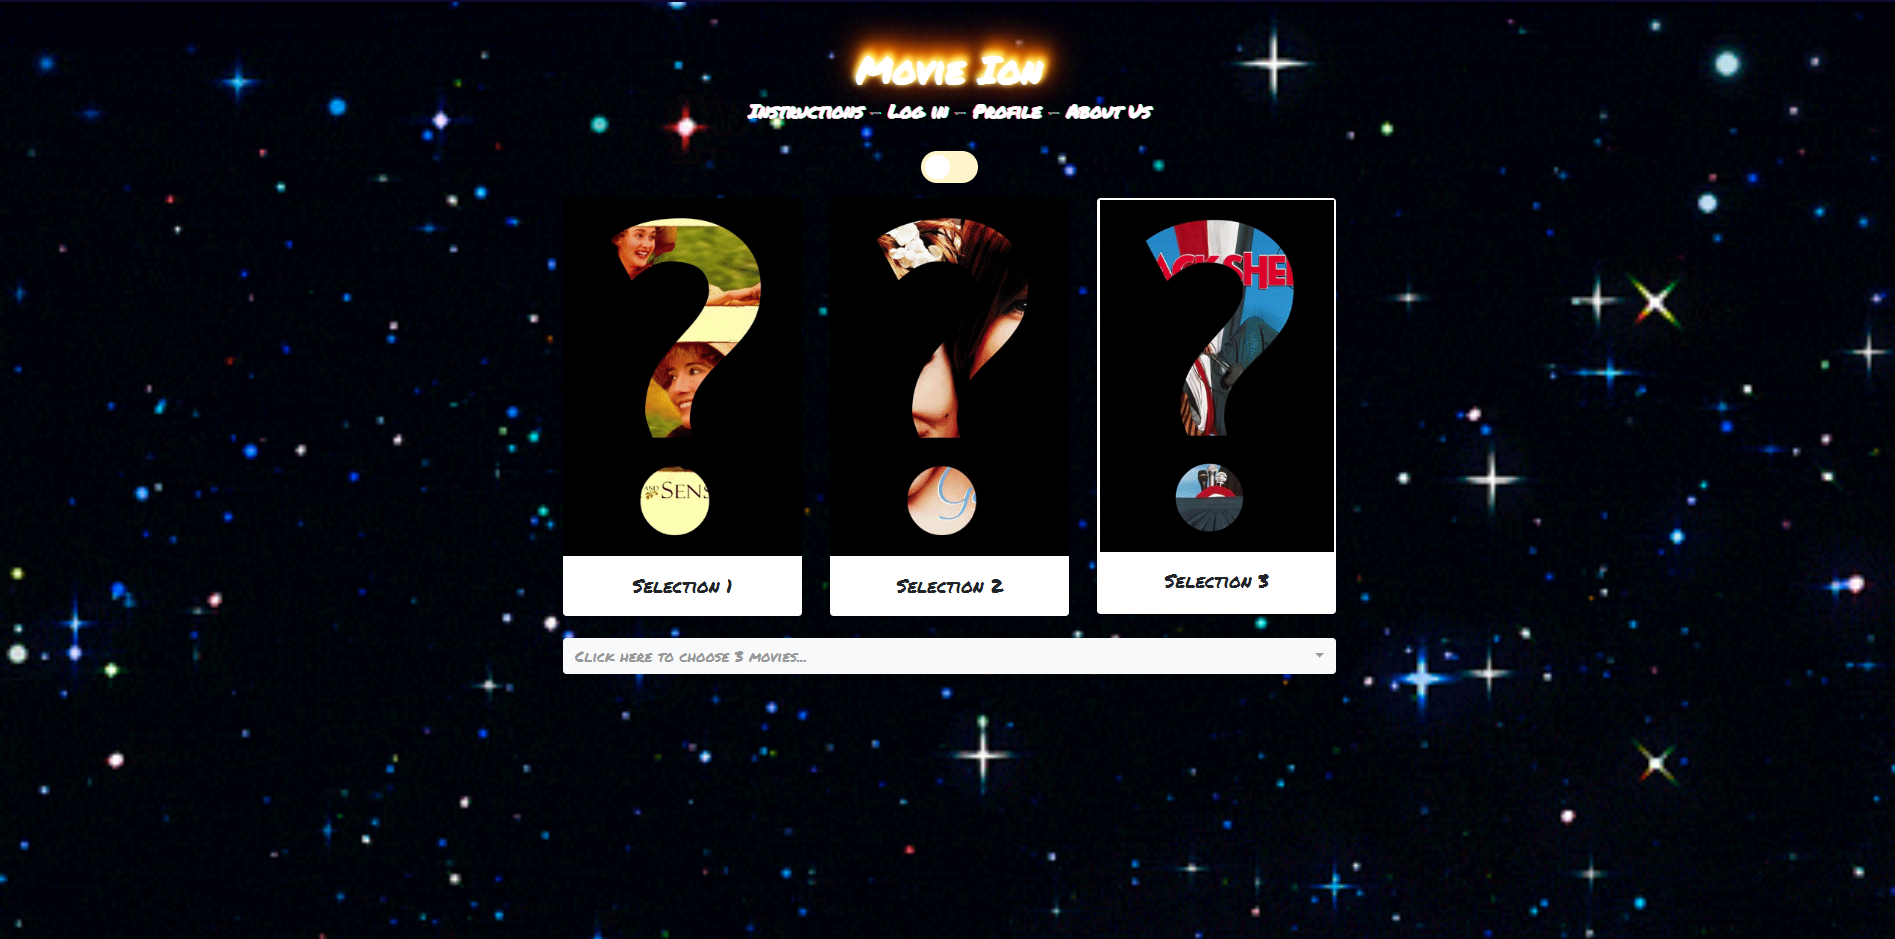 Movie Ion
Instructions – Log in – Profile – About Us
ACK SHE
AND SENS
Selection 1
Selection 2
Selection 3
Click here to choose 3 movies...